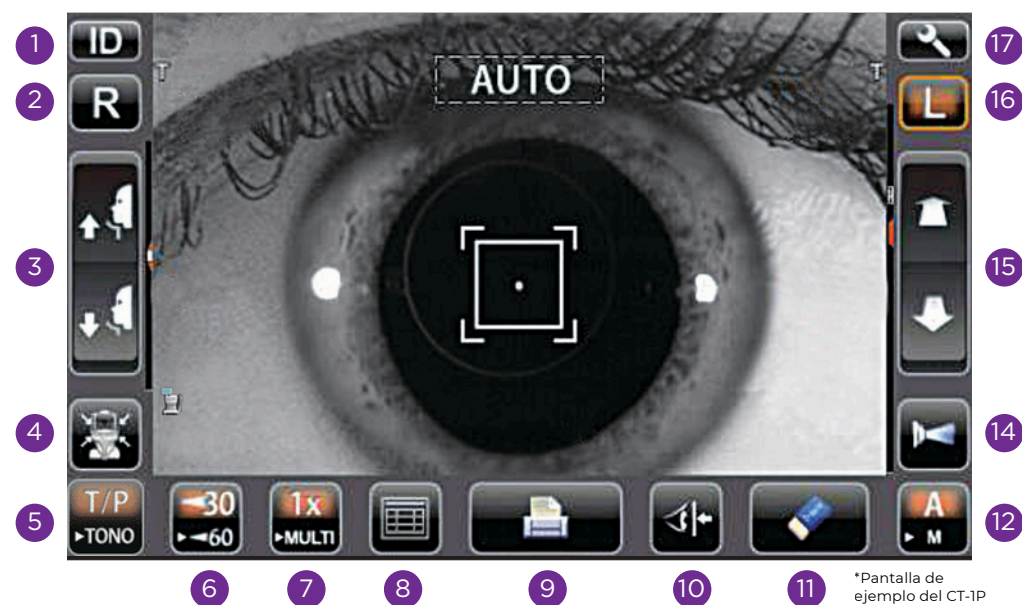 1 ID
2 R
3
4
5 T/P
▸TONO
30
▸60
6
1x
▸MULTI
7
8
9
10
11
AUTO
T
T
17
L 16
15
14
A 12
▸ M
*Pantalla de
ejemplo del CT-1P